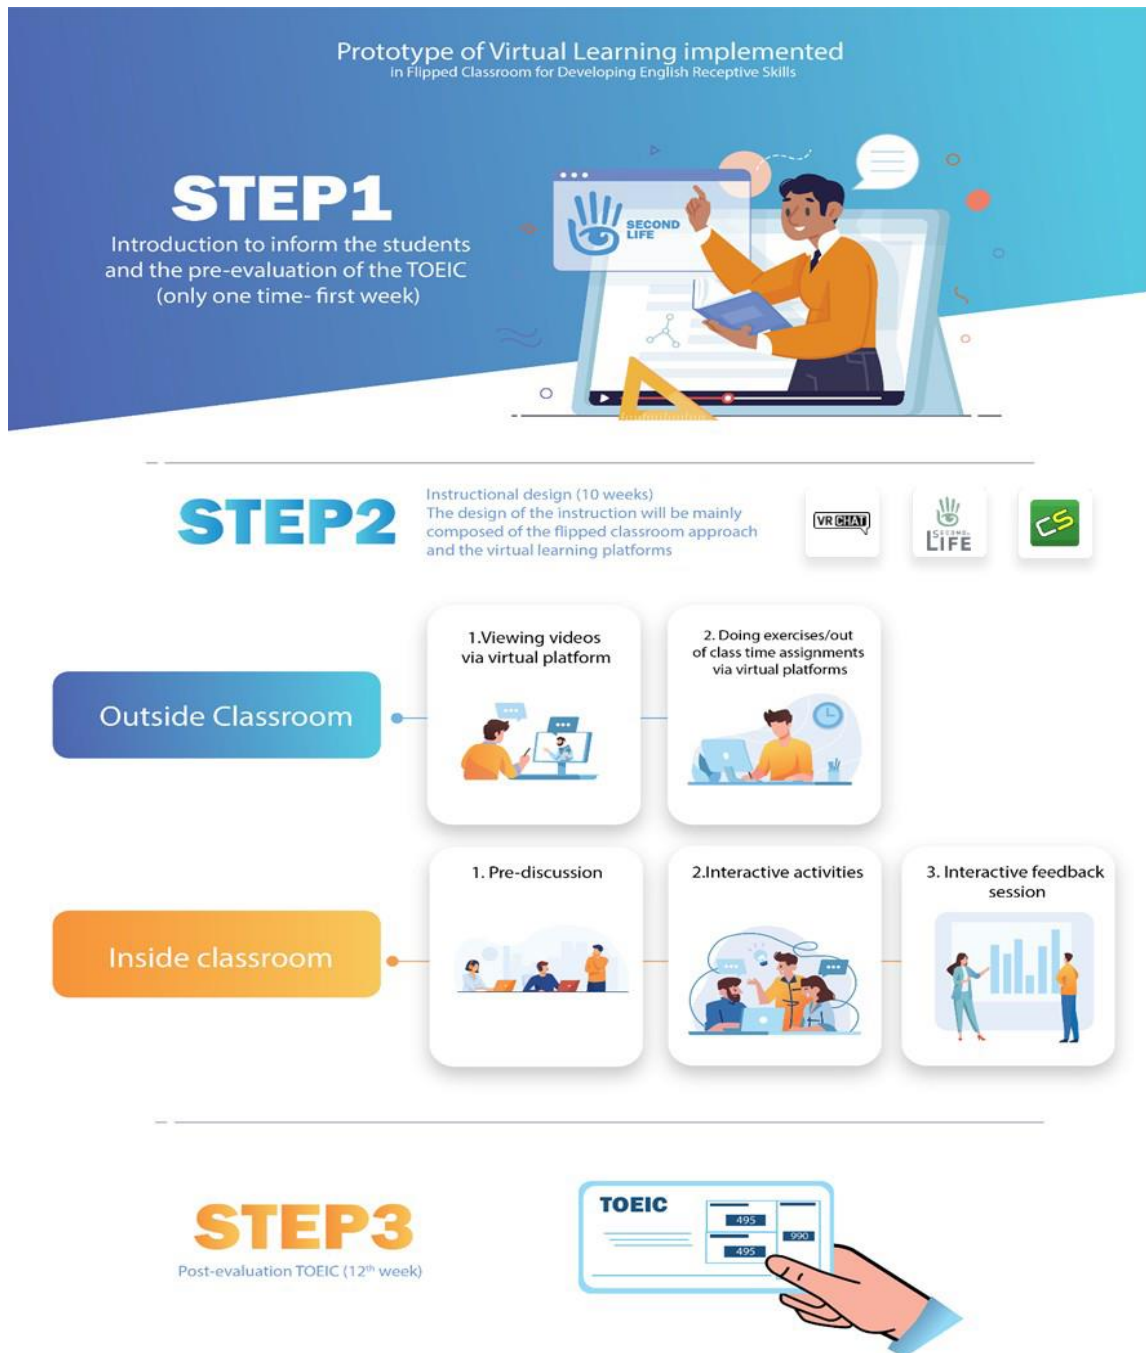 Prototype of Virtual Learning implemented
in Flipped Classroom for Developing English Receptive Skills
STEP1
Introduction to inform the students
and the pre-evaluation of the TOEIC
(only one time- first week)
SECOND
LIFE
STEP2
Instructional design (10 weeks)
The design of the instruction will be mainly
composed of the flipped classroom approach
and the virtual learning platforms
VRCHAT
SECOND
LIFE
CS
Outside Classroom
1.Viewing videos
via virtual platform
2. Doing exercises/out
of class time assignments
via virtual platforms
Inside classroom
1. Pre-discussion
2.Interactive activities
3. Interactive feedback
session
STEP3
Post-evaluation TOEIC (12th week)
TOEIC
495
990
495